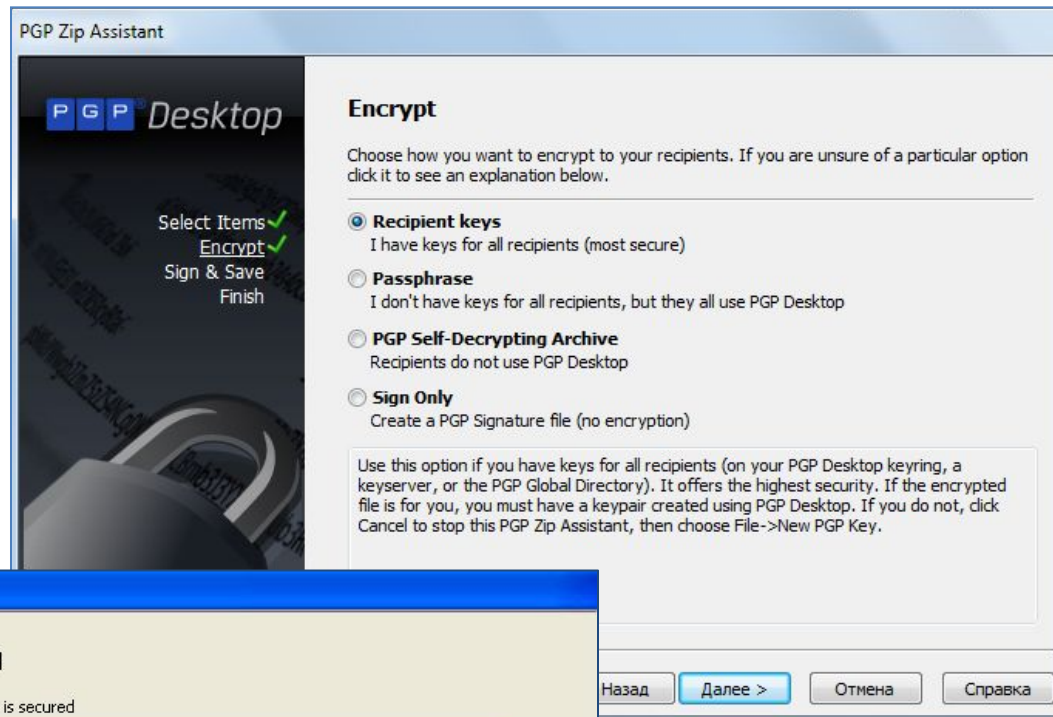 PGP Zip Assistant
PGP® Desktop
Select Items
Encrypt
Sign & Save
Finish
Encrypt
Choose how you want to encrypt to your recipients. If you are unsure of a particular option
click it to see an explanation below.
Recipient keys
I have keys for all recipients (most secure)
Passphrase
I don't have keys for all recipients, but they all use PGP Desktop
PGP Self-Decrypting Archive
Recipients do not use PGP Desktop
Sign Only
Create a PGP Signature file (no encryption)
Use this option if you have keys for all recipients (on your PGP Desktop keyring, a
keyserver, or the PGP Global Directory). It offers the highest security. If the encrypted
file is for you, you must have a keypair created using PGP Desktop. If you do not, click
Cancel to stop this PGP Zip Assistant, then choose File->New PGP Key.
Назад Далее > Отмена Справка
is secured